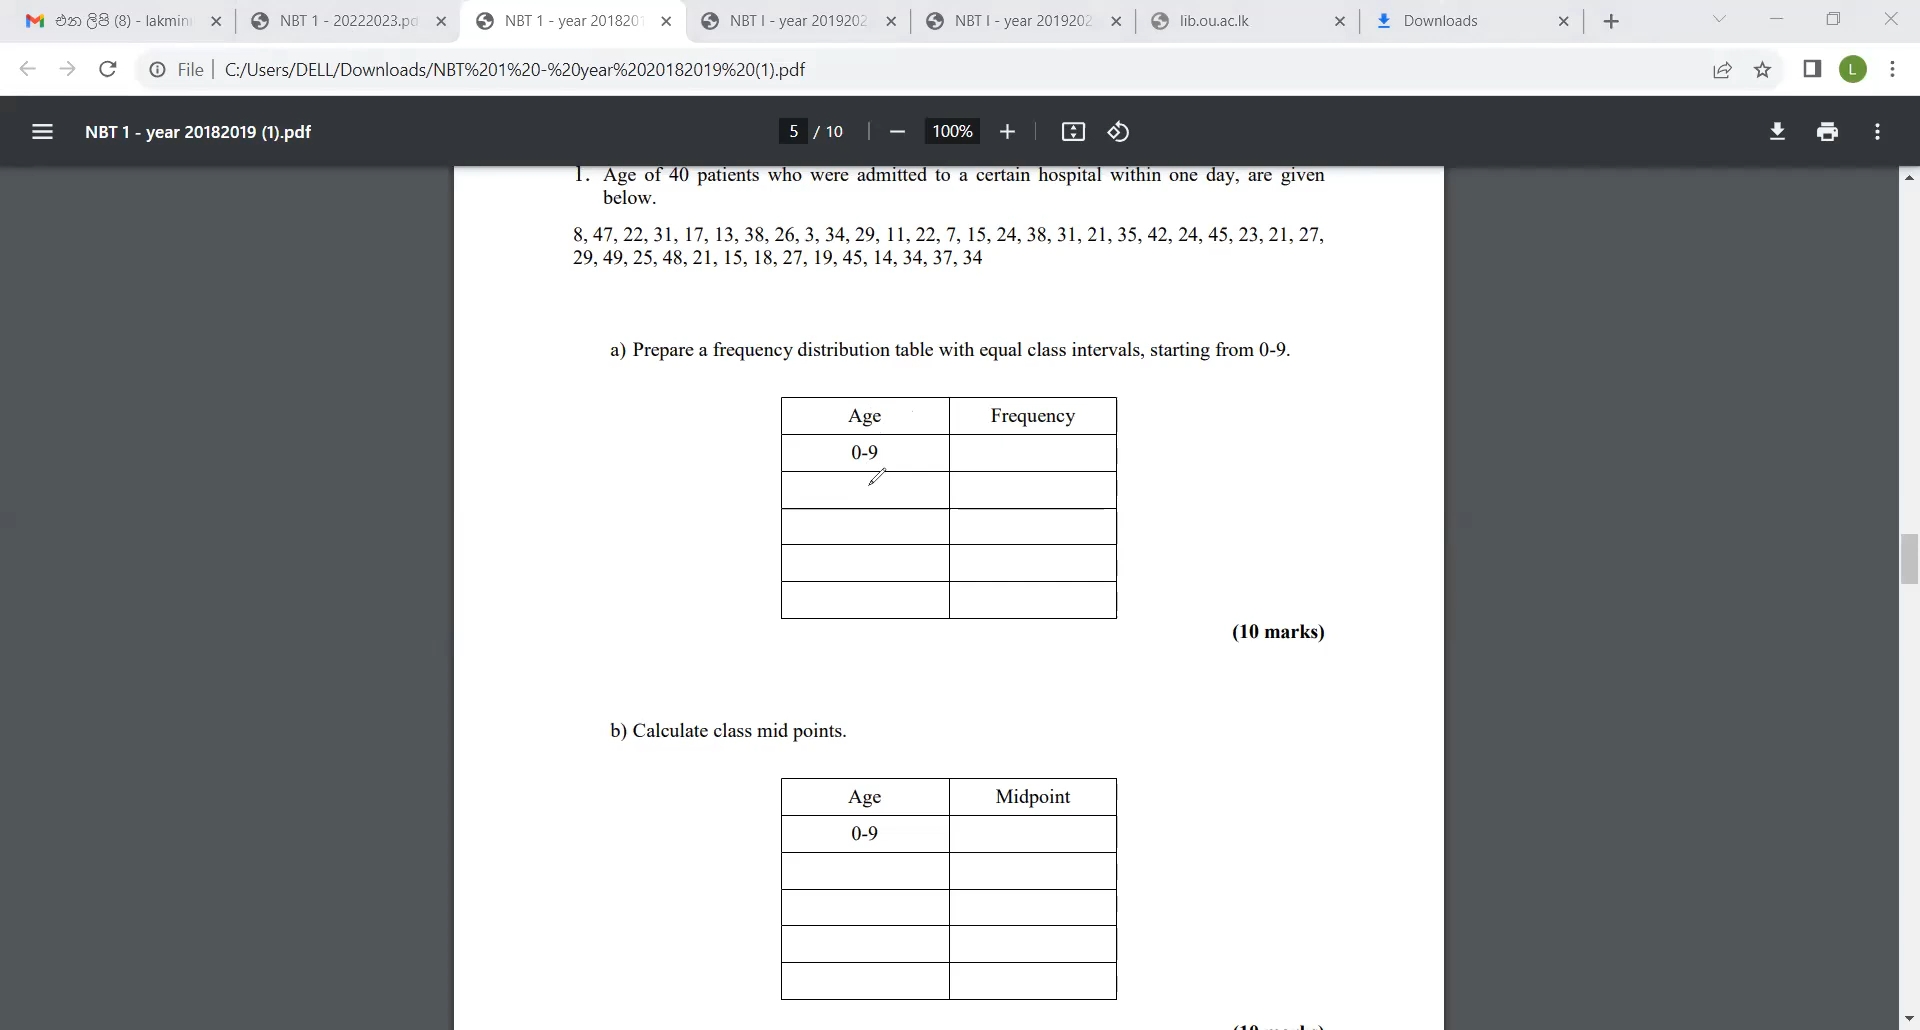 එන ලිපි (8) - lakminı
NBT 1 - 20222023.pd
NBT 1 - year 2018201
NBT I - year 2019202
NBT I - year 2019202
lib.ou.ac.lk
Downloads
File
C:/Users/DELL/Downloads/NBT%201%20-%20year%2020182019%20(1).pdf
L
NBT 1 - year 20182019 (1).pdf
5 / 10
100%
1. Age of 40 patients who were admitted to a certain hospital within one day, are given
below.
8, 47, 22, 31, 17, 13, 38, 26, 3, 34, 29, 11, 22, 7, 15, 24, 38, 31, 21, 35, 42, 24, 45, 23, 21, 27,
29, 49, 25, 48, 21, 15, 18, 27, 19, 45, 14, 34, 37, 34
a) Prepare a frequency distribution table with equal class intervals, starting from 0-9.
Age Frequency
0-9
(10 marks)
b) Calculate class mid points.
Age Midpoint
0-9